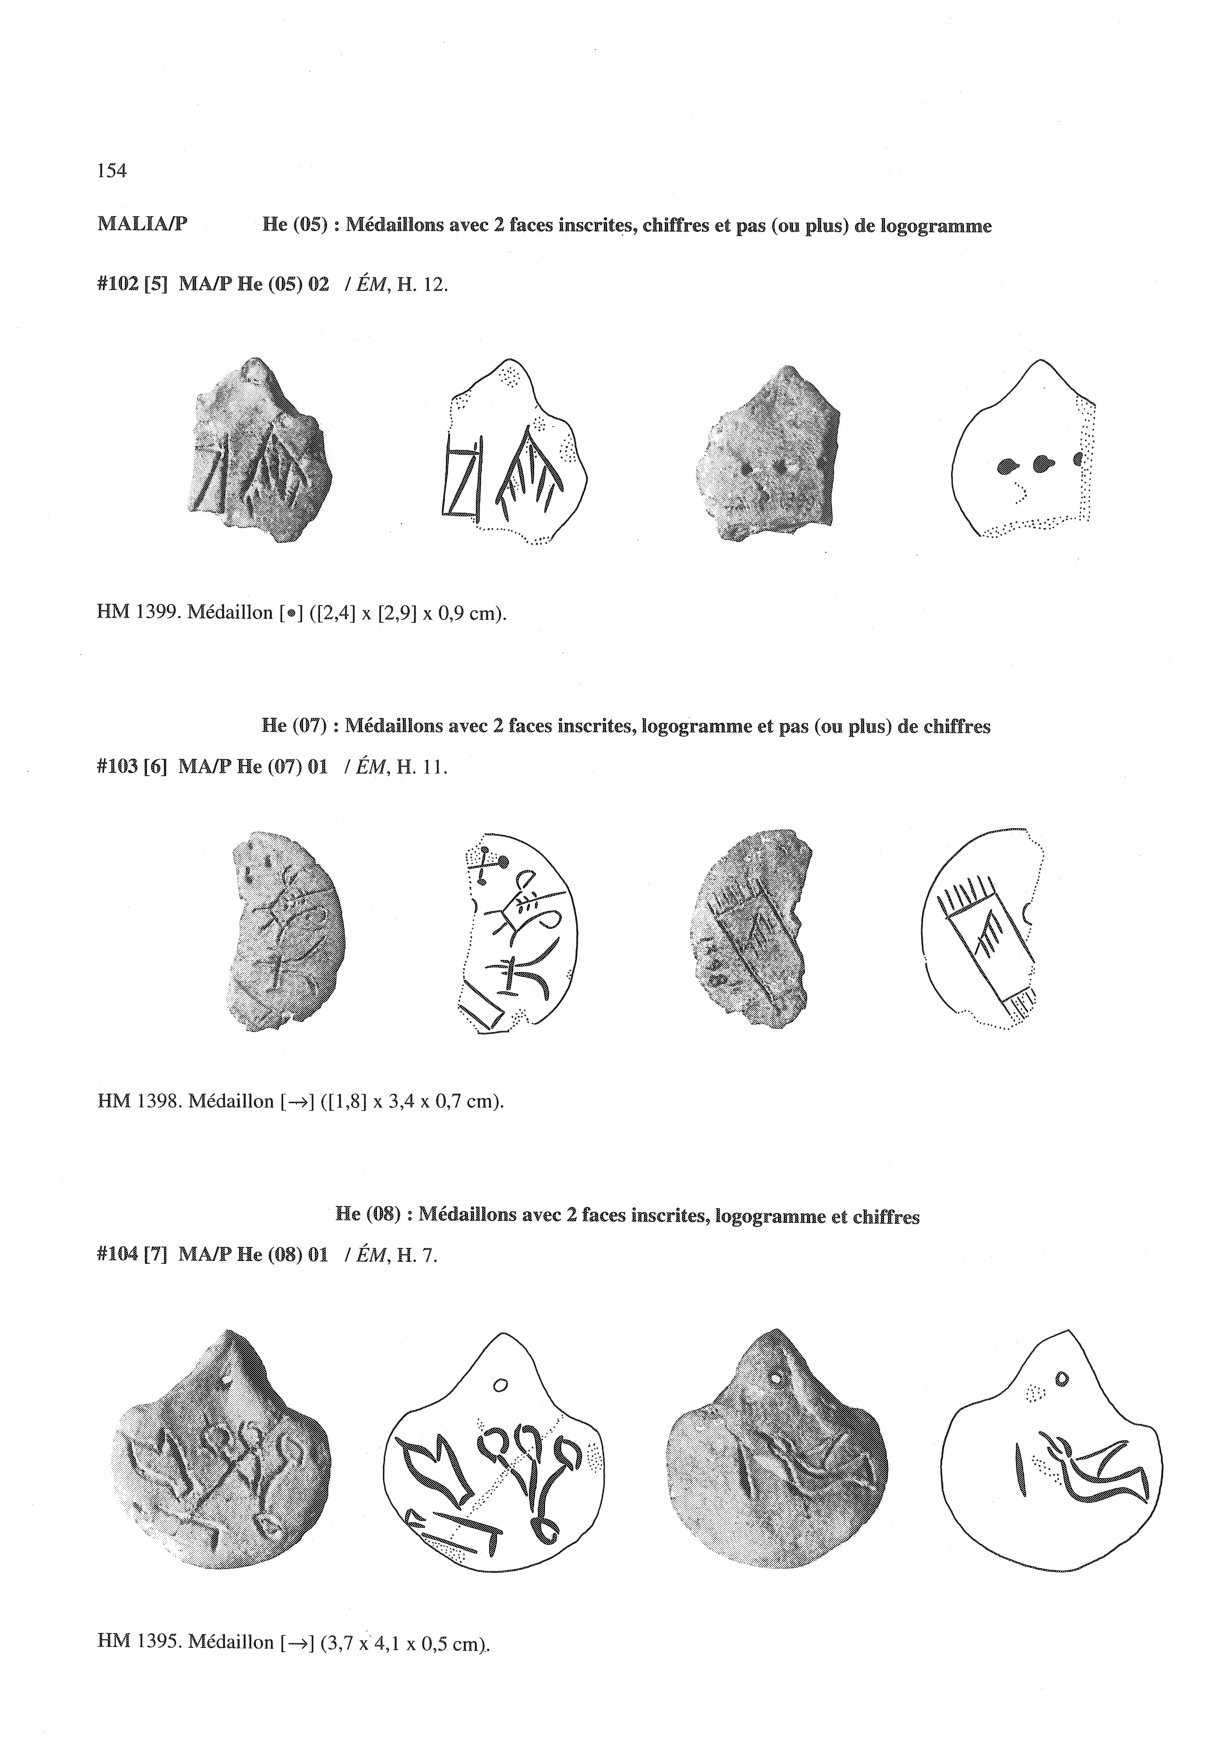 154
MALIA/P He (05) : Médaillons avec 2 faces inscrites, chiffres et pas (ou plus) de logogramme
#102 [5] MA/P He (05) 02 / ÉM, H. 12.
HM 1399. Médaillon [•] ([2,4] x [2,9] x 0,9 cm).
He (07) : Médaillons avec 2 faces inscrites, logogramme et pas (ou plus) de chiffres
#103 [6] MA/P He (07) 01 / ÉM, H. 11.
1398
HM 1398. Médaillon [→] ([1,8] x 3,4 x 0,7 cm).
He (08) : Médaillons avec 2 faces inscrites, logogramme et chiffres
#104 [7] MA/P He (08) 01 / ÉM, H. 7.
HM 1395. Médaillon [→] (3,7 x 4,1 x 0,5 cm).